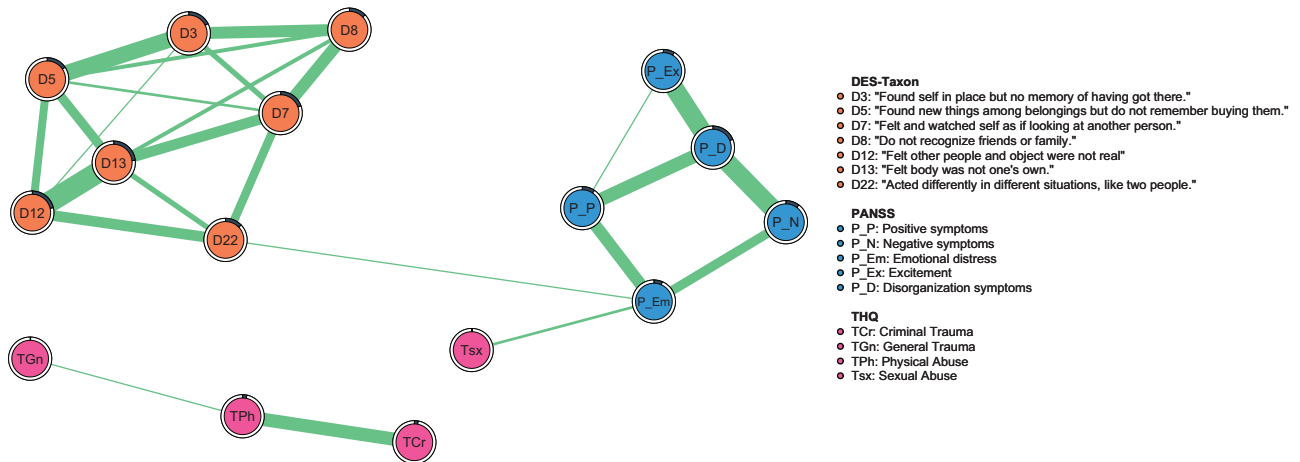 D3
D8
D5
D7
D13
D12
D22
P_Ex
P_D
P_P
P_N
P_Em
Tsx
TGn
TPh
TCr
DES-Taxon
D3: "Found self in place but no memory of having got there."
D5: "Found new things among belongings but do not remember buying them."
D7: "Felt and watched self as if looking at another person."
D8: "Do not recognize friends or family."
D12: "Felt other people and object were not real"
D13: "Felt body was not one's own."
D22: "Acted differently in different situations, like two people."
PANSS
P_P: Positive symptoms
P_N: Negative symptoms
P_Em: Emotional distress
P_Ex: Excitement
P_D: Disorganization symptoms
THQ
TCr: Criminal Trauma
TGn: General Trauma
TPh: Physical Abuse
Tsx: Sexual Abuse